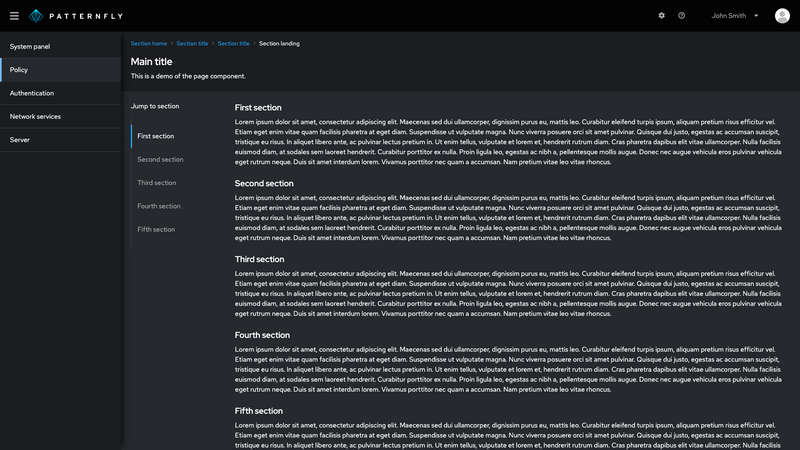 PATTERNFLY
John Smith
System panel
Policy
Authentication
Network services
Server
Section home > Section title > Section title > Section landing
Main title
This is a demo of the page component.
Jump to section
First section
Second section
Third section
Fourth section
Fifth section
First section
Lorem ipsum dolor sit amet, consectetur adipiscing elit. Maecenas sed dui ullamcorper, dignissim purus eu, mattis leo. Curabitur eleifend turpis ipsum, aliquam pretium risus efficitur vel.
Etiam eget enim vitae quam facilisis pharetra at eget diam. Suspendisse ut vulputate magna. Nunc viverra posuere orci sit amet pulvinar. Quisque dui justo, egestas ac accumsan suscipit,
tristique eu risus. In aliquet libero ante, ac pulvinar lectus pretium in. Ut enim tellus, vulputate et lorem et, hendrerit rutrum diam. Cras pharetra dapibus elit vitae ullamcorper. Nulla facilisis
euismod diam, at sodales sem laoreet hendrerit. Curabitur porttitor ex nulla. Proin ligula leo, egestas ac nibh a, pellentesque mollis augue. Donec nec augue vehicula eros pulvinar vehicula
eget rutrum neque. Duis sit amet interdum lorem. Vivamus porttitor nec quam a accumsan. Nam pretium vitae leo vitae rhoncus.
Second section
Lorem ipsum dolor sit amet, consectetur adipiscing elit. Maecenas sed dui ullamcorper, dignissim purus eu, mattis leo. Curabitur eleifend turpis ipsum, aliquam pretium risus efficitur vel.
Etiam eget enim vitae quam facilisis pharetra at eget diam. Suspendisse ut vulputate magna. Nunc viverra posuere orci sit amet pulvinar. Quisque dui justo, egestas ac accumsan suscipit,
tristique eu risus. In aliquet libero ante, ac pulvinar lectus pretium in. Ut enim tellus, vulputate et lorem et, hendrerit rutrum diam. Cras pharetra dapibus elit vitae ullamcorper. Nulla facilisis
euismod diam, at sodales sem laoreet hendrerit. Curabitur porttitor ex nulla. Proin ligula leo, egestas ac nibh a, pellentesque mollis augue. Donec nec augue vehicula eros pulvinar vehicula
eget rutrum neque. Duis sit amet interdum lorem. Vivamus porttitor nec quam a accumsan. Nam pretium vitae leo vitae rhoncus.
Third section
Lorem ipsum dolor sit amet, consectetur adipiscing elit. Maecenas sed dui ullamcorper, dignissim purus eu, mattis leo. Curabitur eleifend turpis ipsum, aliquam pretium risus efficitur vel.
Etiam eget enim vitae quam facilisis pharetra at eget diam. Suspendisse ut vulputate magna. Nunc viverra posuere orci sit amet pulvinar. Quisque dui justo, egestas ac accumsan suscipit,
tristique eu risus. In aliquet libero ante, ac pulvinar lectus pretium in. Ut enim tellus, vulputate et lorem et, hendrerit rutrum diam. Cras pharetra dapibus elit vitae ullamcorper. Nulla facilisis
euismod diam, at sodales sem laoreet hendrerit. Curabitur porttitor ex nulla. Proin ligula leo, egestas ac nibh a, pellentesque mollis augue. Donec nec augue vehicula eros pulvinar vehicula
eget rutrum neque. Duis sit amet interdum lorem. Vivamus porttitor nec quam a accumsan. Nam pretium vitae leo vitae rhoncus.
Fourth section
Lorem ipsum dolor sit amet, consectetur adipiscing elit. Maecenas sed dui ullamcorper, dignissim purus eu, mattis leo. Curabitur eleifend turpis ipsum, aliquam pretium risus efficitur vel.
Etiam eget enim vitae quam facilisis pharetra at eget diam. Suspendisse ut vulputate magna. Nunc viverra posuere orci sit amet pulvinar. Quisque dui justo, egestas ac accumsan suscipit,
tristique eu risus. In aliquet libero ante, ac pulvinar lectus pretium in. Ut enim tellus, vulputate et lorem et, hendrerit rutrum diam. Cras pharetra dapibus elit vitae ullamcorper. Nulla facilisis
euismod diam, at sodales sem laoreet hendrerit. Curabitur porttitor ex nulla. Proin ligula leo, egestas ac nibh a, pellentesque mollis augue. Donec nec augue vehicula eros pulvinar vehicula
eget rutrum neque. Duis sit amet interdum lorem. Vivamus porttitor nec quam a accumsan. Nam pretium vitae leo vitae rhoncus.
Fifth section
Lorem ipsum dolor sit amet, consectetur adipiscing elit. Maecenas sed dui ullamcorper, dignissim purus eu, mattis leo. Curabitur eleifend turpis ipsum, aliquam pretium risus efficitur vel.
Etiam eget enim vitae quam facilisis pharetra at eget diam. Suspendisse ut vulputate magna. Nunc viverra posuere orci sit amet pulvinar. Quisque dui justo, egestas ac accumsan suscipit,
tristique eu risus. In aliquet libero ante, ac pulvinar lectus pretium in. Ut enim tellus, vulputate et lorem et, hendrerit rutrum diam. Cras pharetra dapibus elit vitae ullamcorper. Nulla facilisis